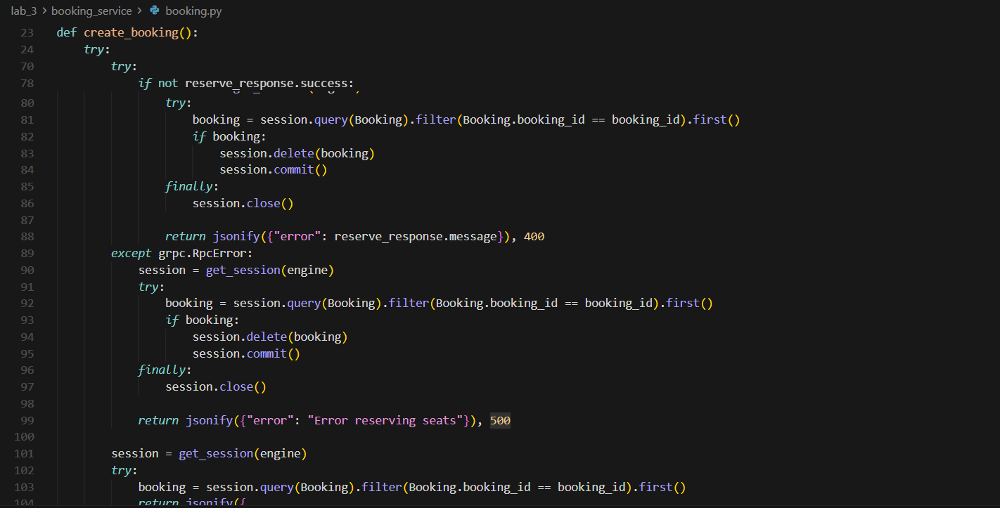 lab_3 > booking_service > booking.py
23 def create_booking():
24 try:
70 try:
78 if not reserve_response.success:
80 try:
81 booking = session.query(Booking).filter(Booking.booking_id == booking_id).first()
82 if booking:
83 session.delete(booking)
84 session.commit()
85 finally:
86 session.close()
87
88 return jsonify({"error": reserve_response.message}), 400
89 except grpc.RpcError:
90 session = get_session(engine)
91 try:
92 booking = session.query(Booking).filter(Booking.booking_id == booking_id).first()
93 if booking:
94 session.delete(booking)
95 session.commit()
96 finally:
97 session.close()
98
99 return jsonify({"error": "Error reserving seats"}), 500
100
101 session = get_session(engine)
102 try:
103 booking = session.query(Booking).filter(Booking.booking_id == booking_id).first()
104 return jsonify({